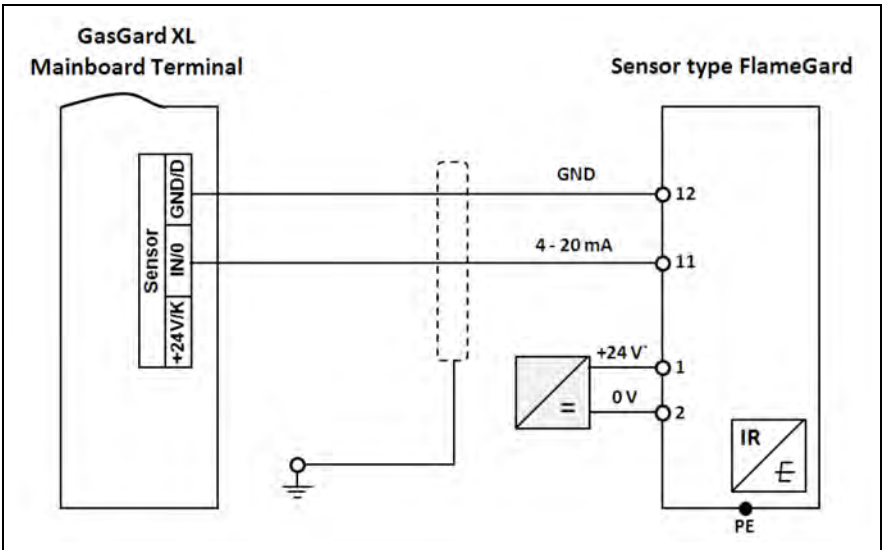 GasGard XL
Mainboard Terminal
Sensor type FlameGard
Sensor
GND/D
IN/0
+24V/K
GND
12
4 - 20 mA
11
+24 V*
1
0 V
2
=
IR
E
PE